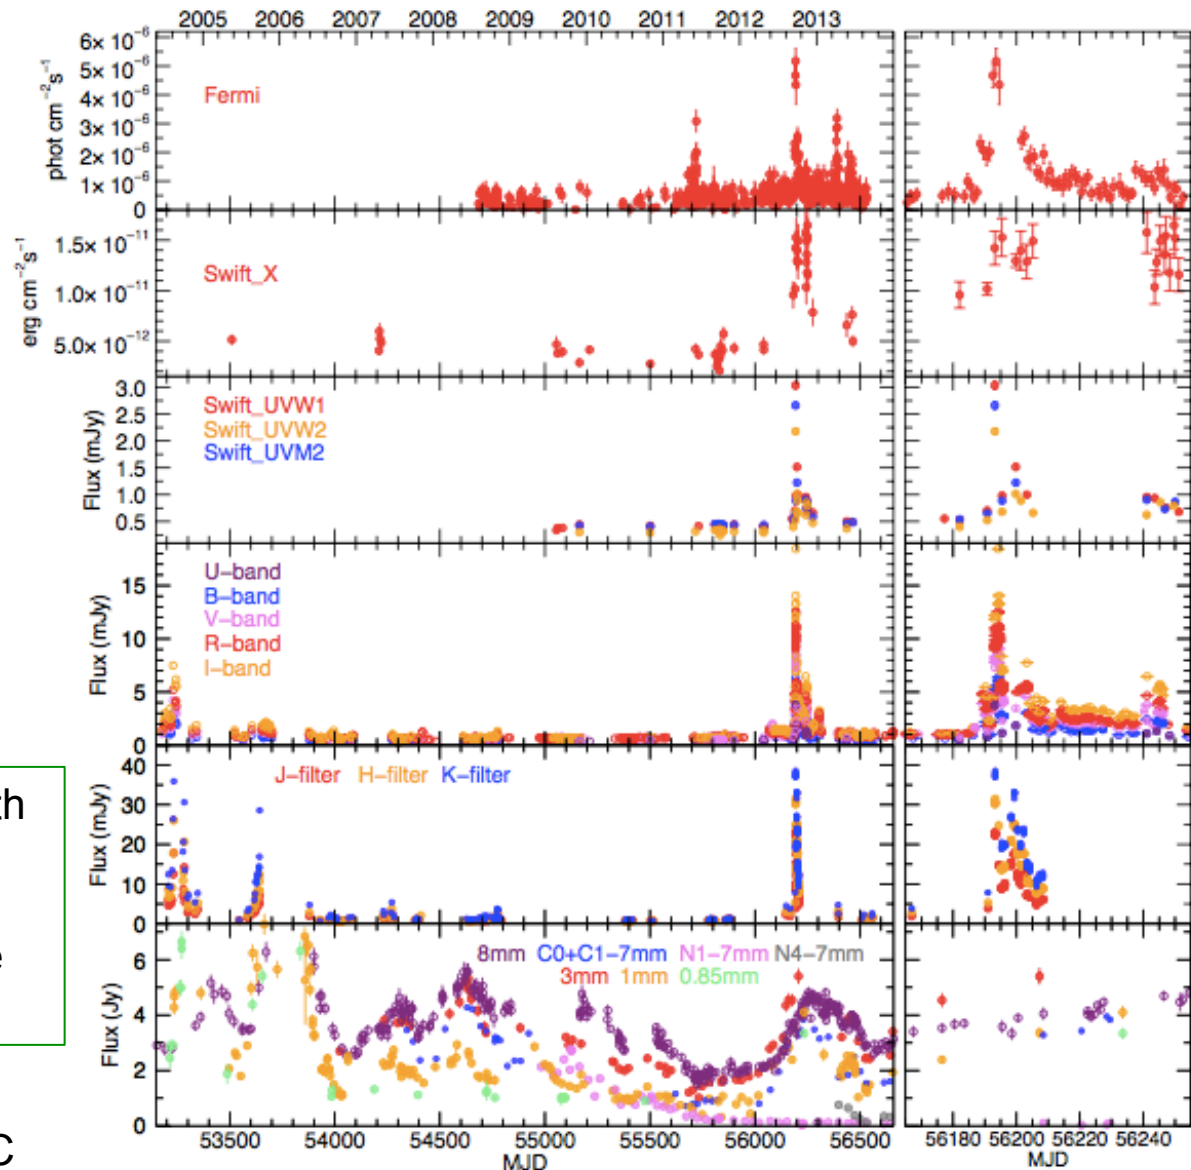 2005 2006 2007 2008 2009 2010 2011 2012 2013
6× 10⁻⁶
5× 10⁻⁶
4× 10⁻⁶
3× 10⁻⁶
2× 10⁻⁶
1× 10⁻⁶
0
phot cm⁻²s⁻¹
Fermi
1.5× 10⁻¹¹
1.0× 10⁻¹¹
5.0× 10⁻¹²
erg cm⁻²s⁻¹
Swift_X
3.0
2.5
2.0
1.5
1.0
0.5
Flux (mJy)
Swift_UVW1
Swift_UVW2
Swift_UVM2
15
10
5
0
Flux (mJy)
U−band
B−band
V−band
R−band
I−band
40
30
20
10
0
Flux (mJy)
J−filter H−filter K−filter
6
4
2
0
Flux (Jy)
8mm C0+C1−7mm N1−7mm N4−7mm
3mm 1mm 0.85mm
53500 54000 54500 55000 55500 56000 56500
MJD
56180 56200 56220 56240
MJD
th
e
C